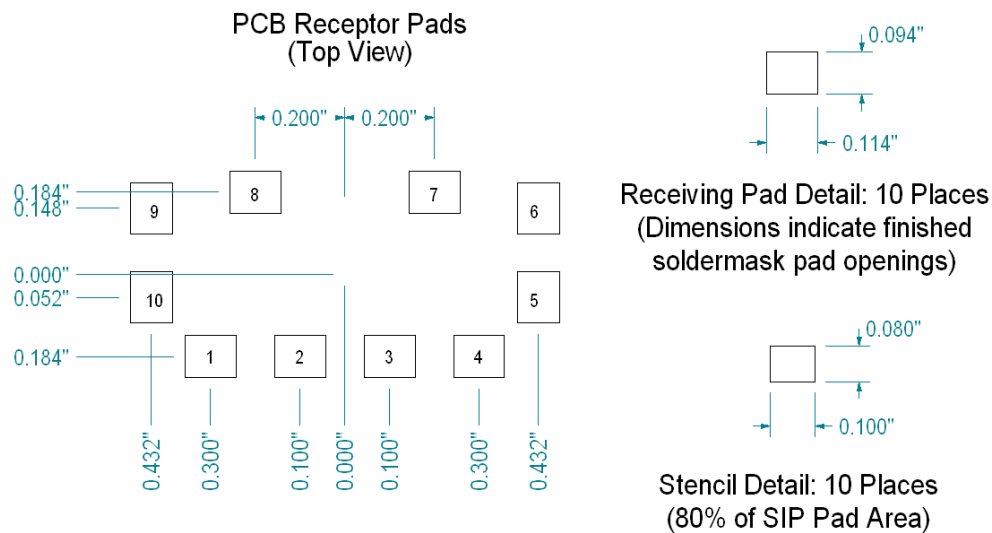 PCB Receptor Pads
(Top View)
0.200" 0.200"
0.184"
0.148"
0.000"
0.052"
0.184"
8 7
9 6
10 5
1 2 3 4
0.432" 0.300" 0.100" 0.000" 0.100" 0.300" 0.432"
0.094"
0.114"
Receiving Pad Detail: 10 Places
(Dimensions indicate finished
soldermask pad openings)
0.080"
0.100"
Stencil Detail: 10 Places
(80% of SIP Pad Area)